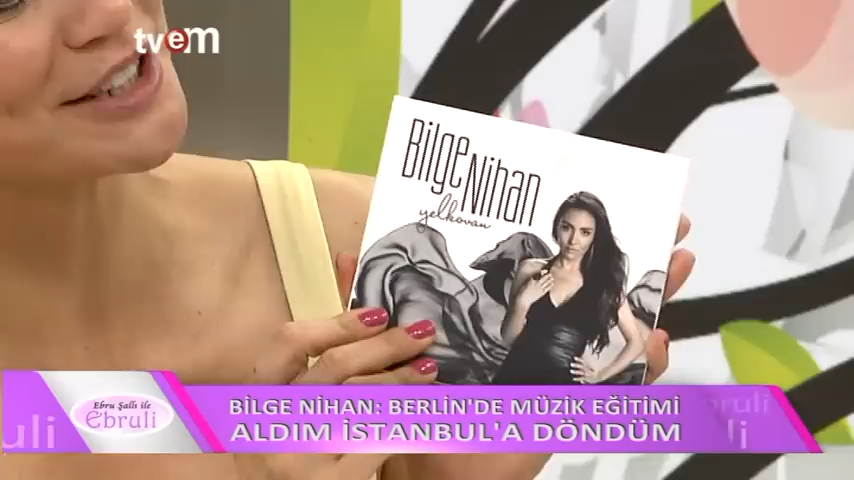 tvem
Bilge Nihan
yelkovan
Ebru Şallı ile
Ebruli
BİLGE NİHAN: BERLİN'DE MÜZİK EĞİTİMİ
ALDIM İSTANBUL'A DÖNDÜM